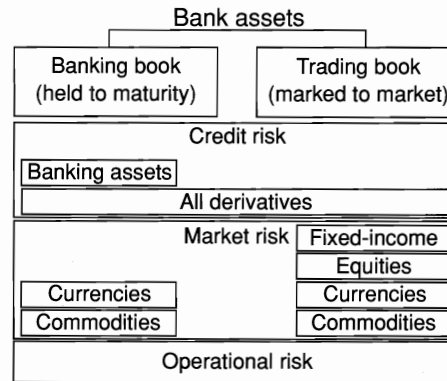 Bank assets
Banking book
(held to maturity)
Trading book
(marked to market)
Credit risk
Banking assets
All derivatives
Market risk
Fixed-income
Equities
Currencies
Currencies
Commodities
Commodities
Operational risk